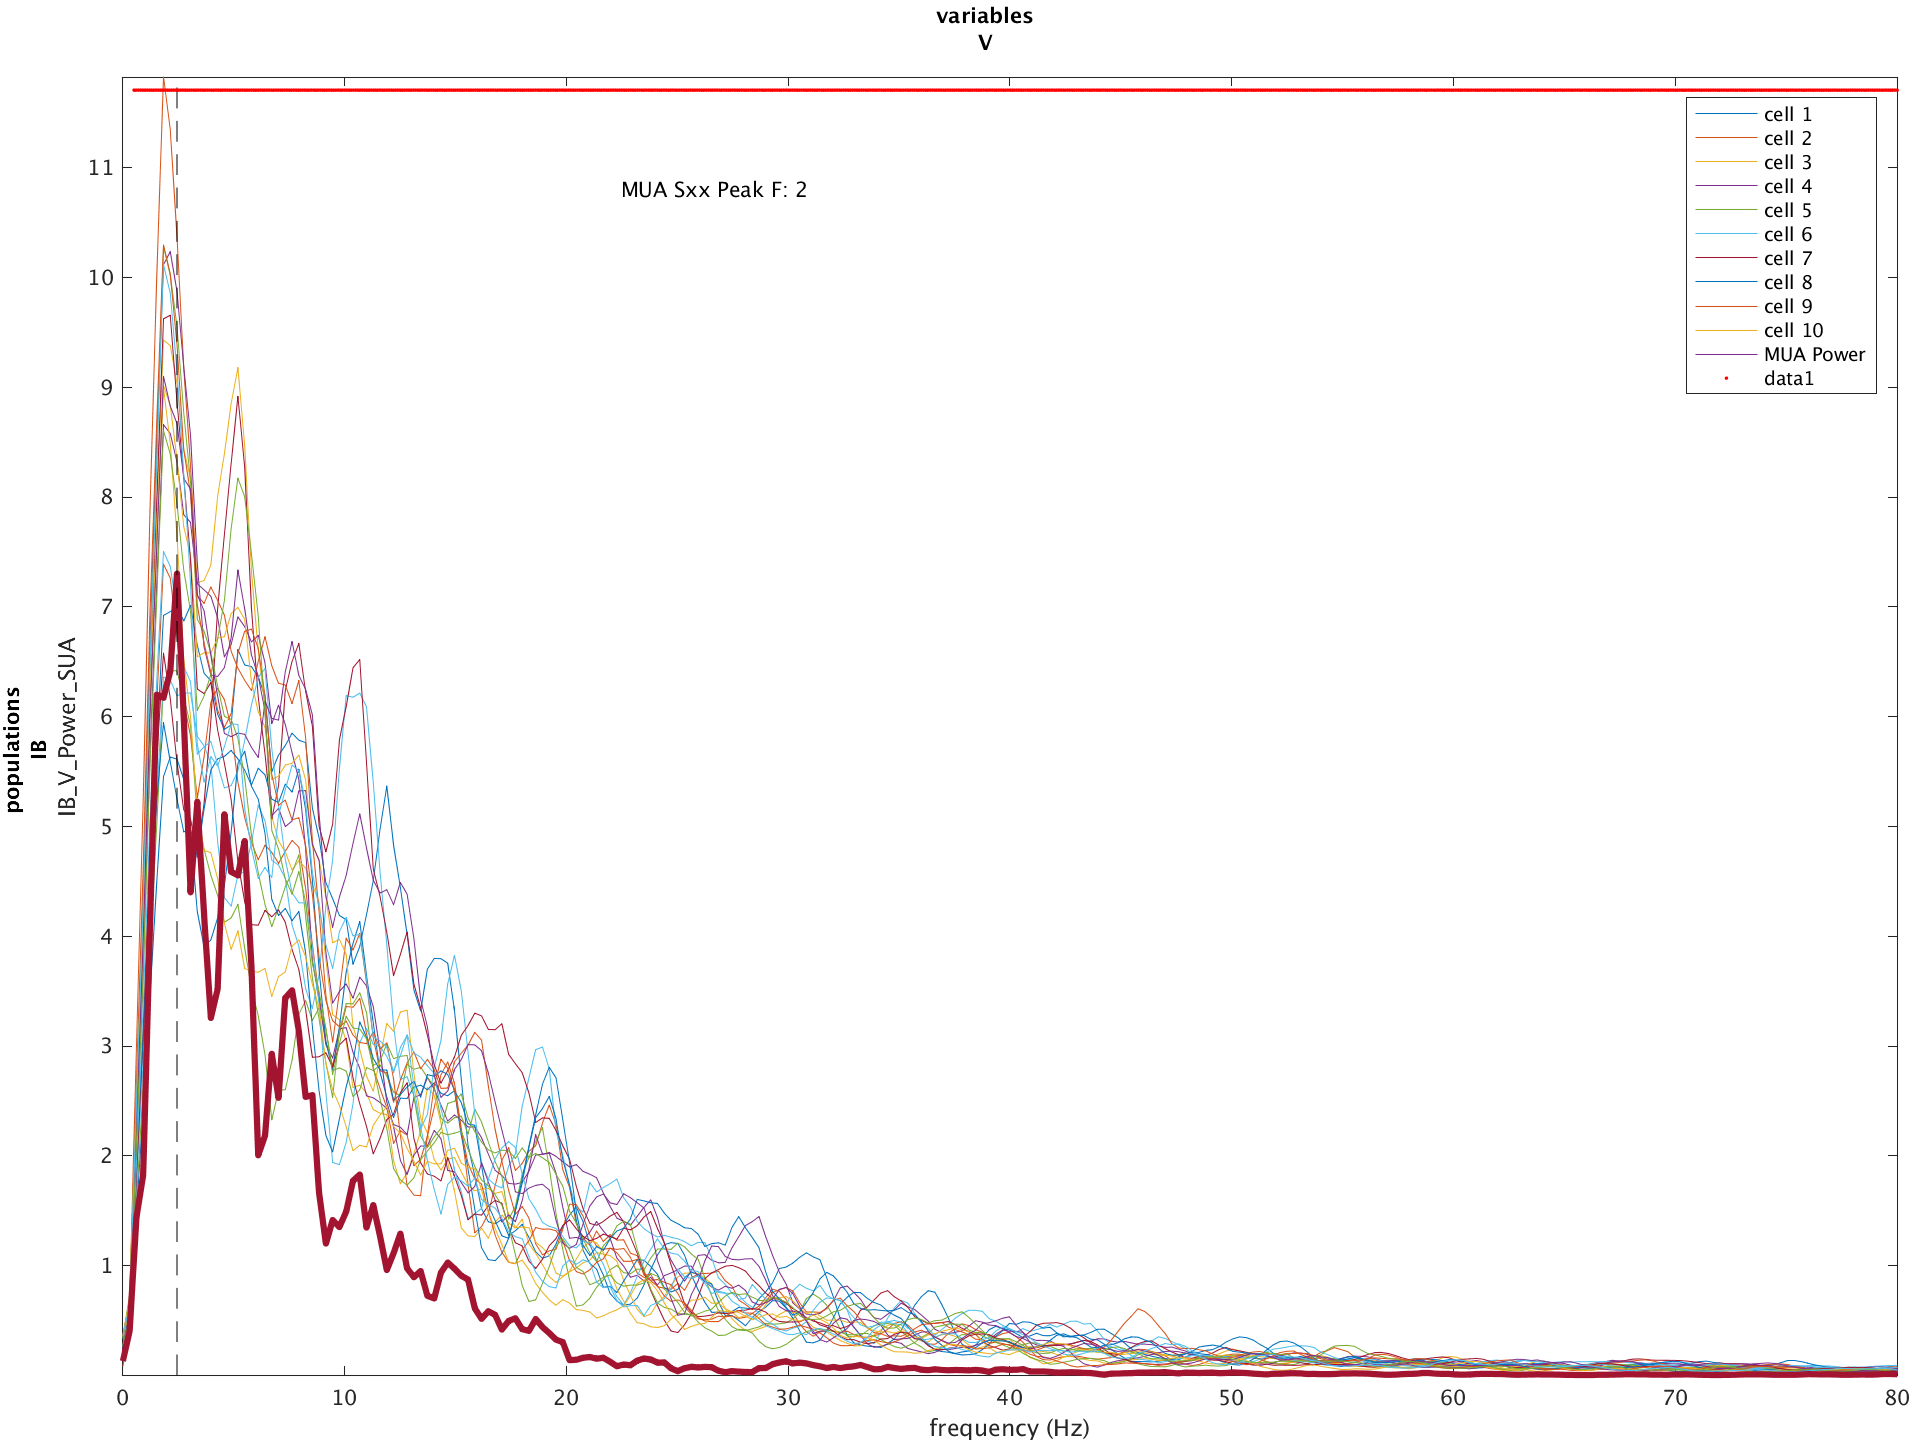 variables
V
MUA Sxx Peak F: 2
cell 1
cell 2
cell 3
cell 4
cell 5
cell 6
cell 7
cell 8
cell 9
cell 10
MUA Power
data1
populations
IB
IB_V_Power_SUA
11
10
9
8
7
6
5
4
3
2
1
0
10
20
30
40
50
60
70
80
frequency (Hz)